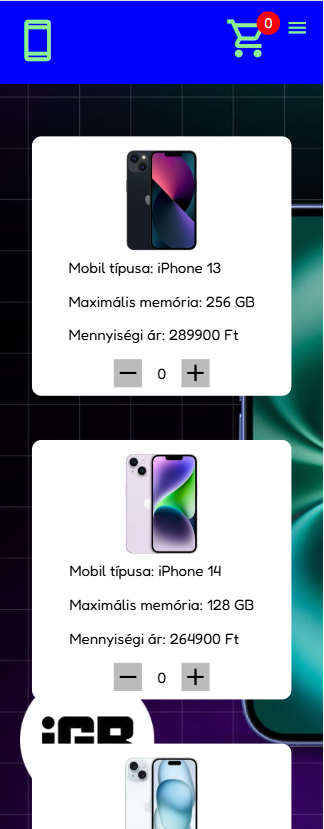 0
Mobil típusa: iPhone 13
Maximális memória: 256 GB
Mennyiségi ár: 289900 Ft
− 0 +
Mobil típusa: iPhone 14
Maximális memória: 128 GB
Mennyiségi ár: 264900 Ft
− 0 +